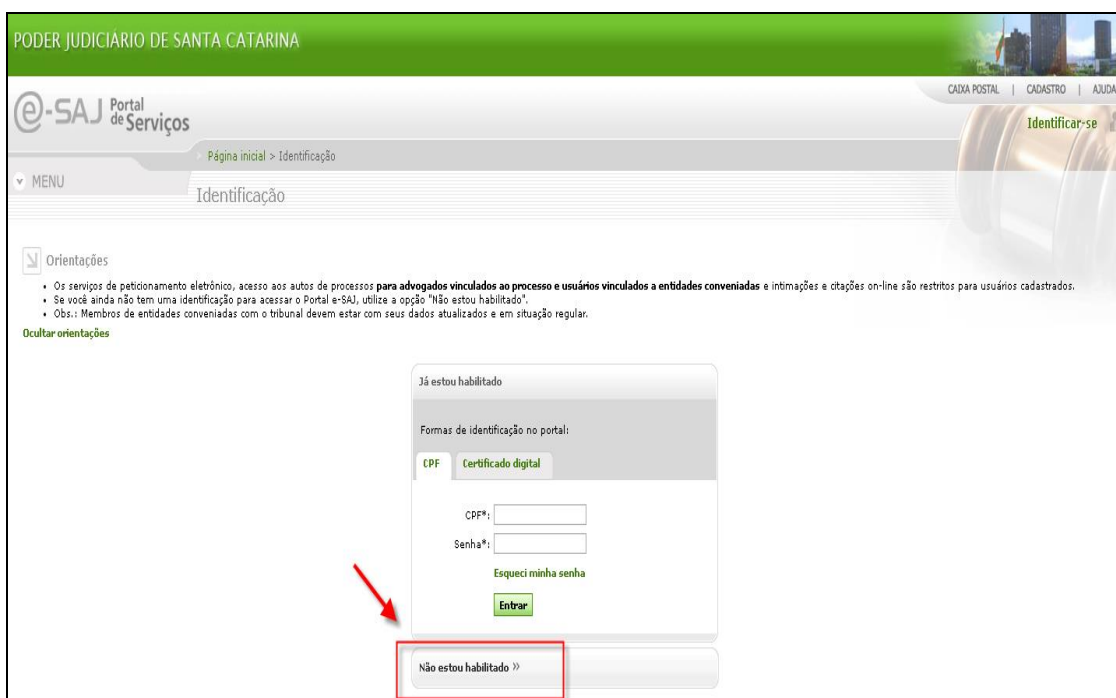 PODER JUDICIÁRIO DE SANTA CATARINA
CAIXA POSTAL | CADASTRO | AJUDA
e-SAJ Portal de Serviços
Identificar-se
Página inicial > Identificação
MENU
Identificação
Orientações
• Os serviços de peticionamento eletrônico, acesso aos autos de processos para advogados vinculados ao processo e usuários vinculados a entidades conveniadas e intimações e citações on-line são restritos para usuários cadastrados.
• Se você ainda não tem uma identificação para acessar o Portal e-SAJ, utilize a opção "Não estou habilitado".
• Obs.: Membros de entidades conveniadas com o tribunal devem estar com seus dados atualizados e em situação regular.
Ocultar orientações
Já estou habilitado
Formas de identificação no portal:
CPF Certificado digital
CPF*:
Senha*:
Esqueci minha senha
Entrar
Não estou habilitado »